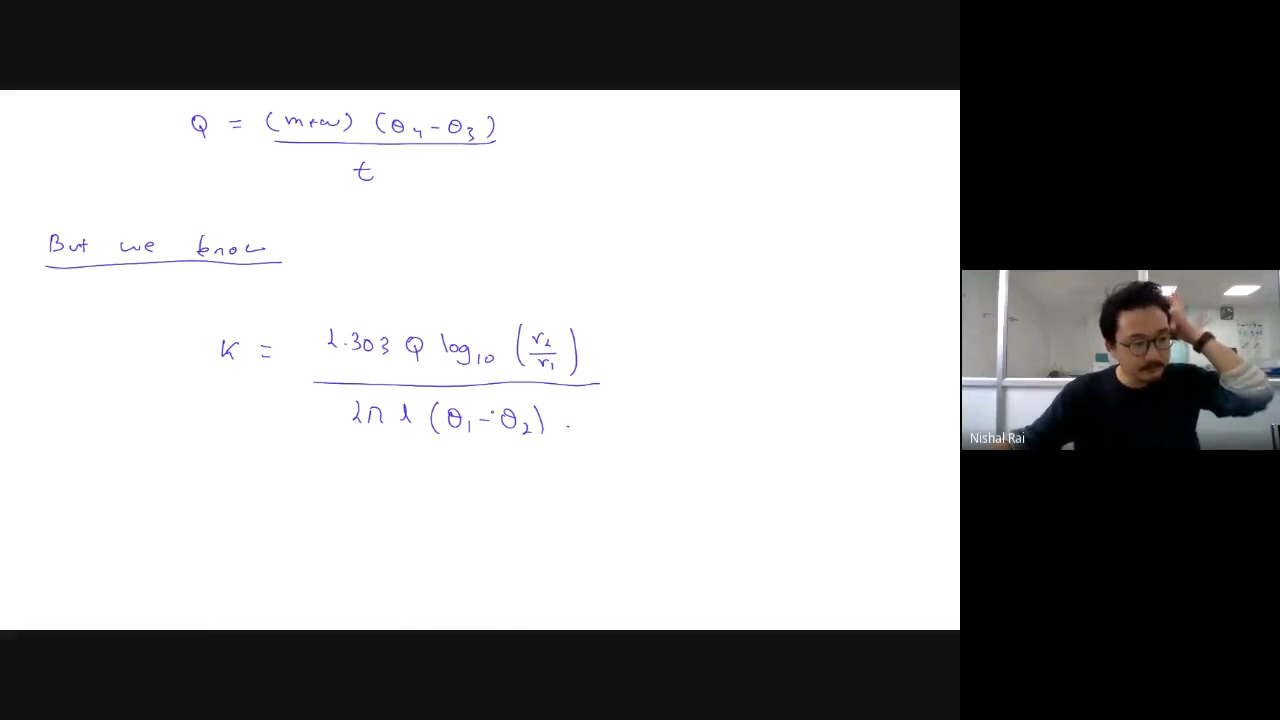 Q = (m+w) (θ₄-θ₃)
t
But we know
K = 2.303 Q log₁₀ (r₂/r₁)
2π l (θ₁-θ₂).
Nishal Rai